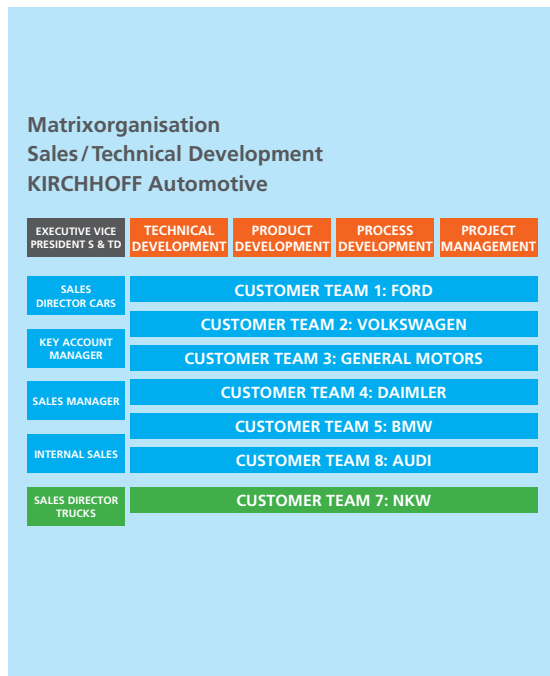 Matrixorganisation
Sales/Technical Development
KIRCHHOFF Automotive
EXECUTIVE VICE
PRESIDENT S & TD
TECHNICAL
DEVELOPMENT
PRODUCT
DEVELOPMENT
PROCESS
DEVELOPMENT
PROJECT
MANAGEMENT
SALES
DIRECTOR CARS
CUSTOMER TEAM 1: FORD
CUSTOMER TEAM 2: VOLKSWAGEN
KEY ACCOUNT
MANAGER
CUSTOMER TEAM 3: GENERAL MOTORS
SALES MANAGER
CUSTOMER TEAM 4: DAIMLER
CUSTOMER TEAM 5: BMW
INTERNAL SALES
CUSTOMER TEAM 8: AUDI
SALES DIRECTOR
TRUCKS
CUSTOMER TEAM 7: NKW